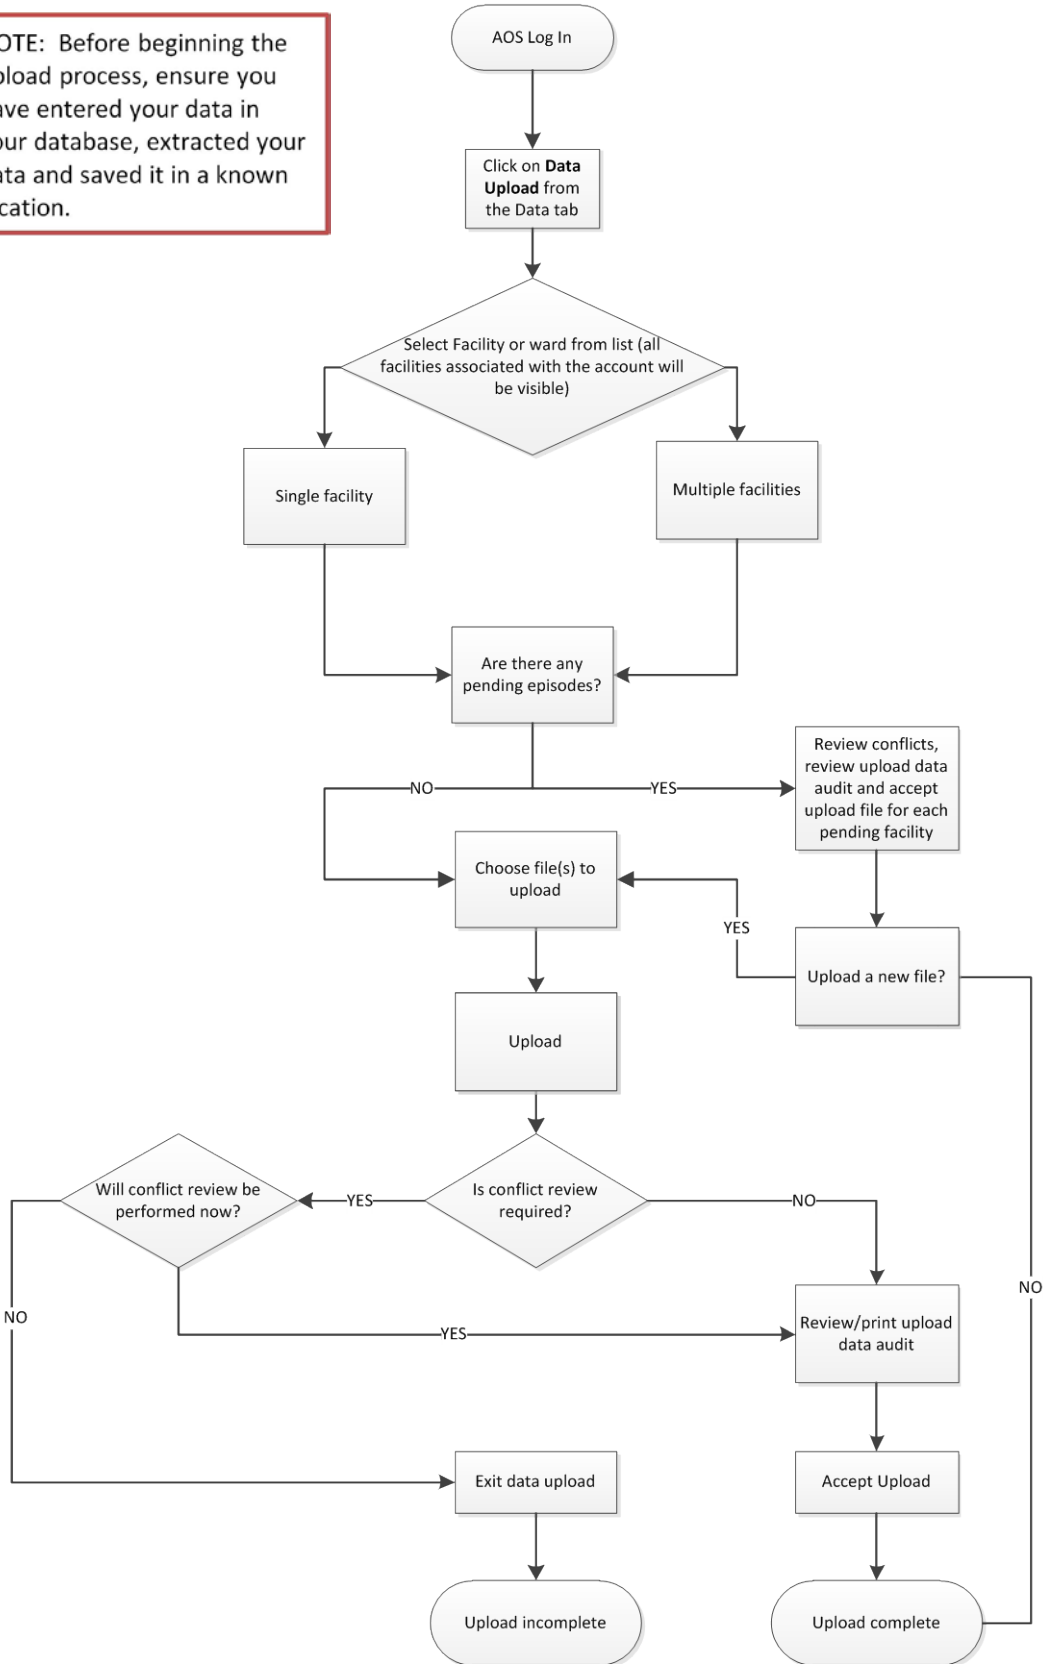 OTE: Before beginning the
pload process, ensure you
ave entered your data in
our database, extracted your
ata and saved it in a known
cation.
AOS Log In
Click on Data
Upload from
the Data tab
Select Facility or ward from list (all
facilities associated with the account will
be visible)
Single facility
Multiple facilities
Are there any
pending episodes?
NO
YES
Review conflicts,
review upload data
audit and accept
upload file for each
pending facility
Choose file(s) to
upload
YES
Upload a new file?
Upload
Will conflict review be
performed now?
YES
Is conflict review
required?
NO
NO
NO
YES
Review/print upload
data audit
Exit data upload
Accept Upload
Upload incomplete
Upload complete